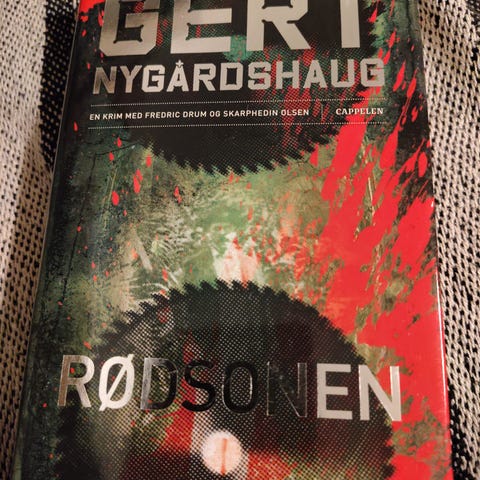 GERT
NYGÅRDSHAUG
EN KRIM MED FREDRIC DRUM OG SKARPHEDIN OLSEN CAPPELEN
RØDSONEN